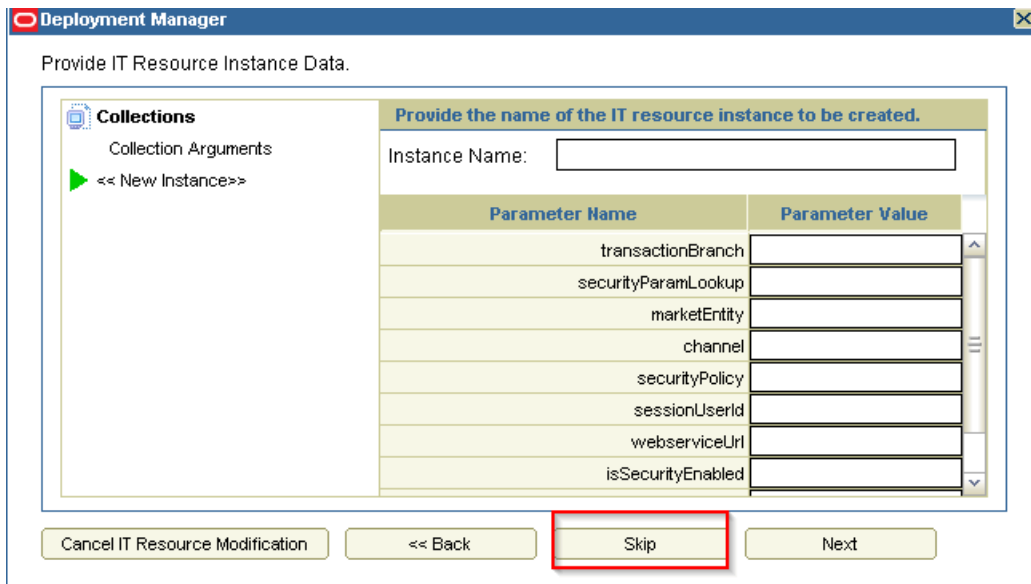 Deployment Manager
Provide IT Resource Instance Data.
Collections
Collection Arguments
<< New Instance>>
Provide the name of the IT resource instance to be created.
Instance Name:
Parameter Name Parameter Value
transactionBranch
securityParamLookup
marketEntity
channel
securityPolicy
sessionUserId
webserviceUrl
isSecurityEnabled
Cancel IT Resource Modification << Back Skip Next